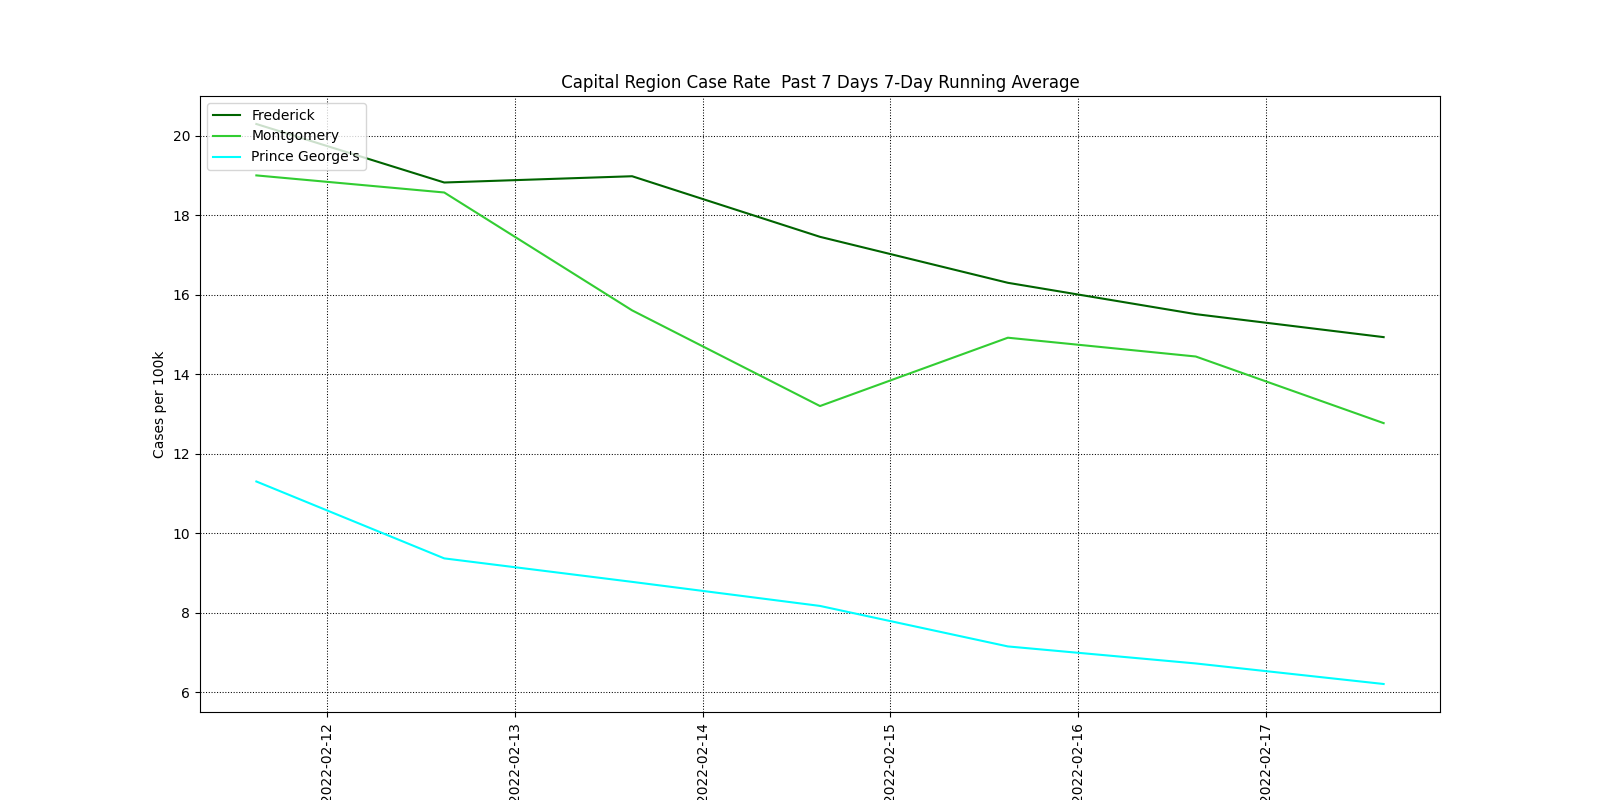 Capital Region Case Rate  Past 7 Days 7-Day Running Average
Frederick
Montgomery
Prince George's
Cases per 100k
20
18
16
14
12
10
8
6
2022-02-12
2022-02-13
2022-02-14
2022-02-15
2022-02-16
2022-02-17